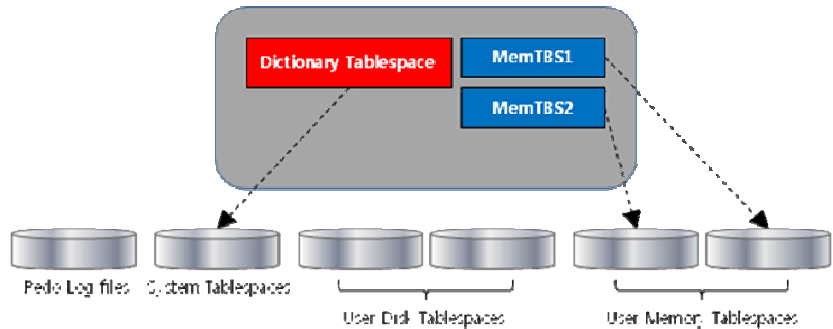 Dictionary Tablespace
MemTBS1
MemTBS2
Redo Log files
System Tablespaces
User Disk Tablespaces
User Memory Tablespaces